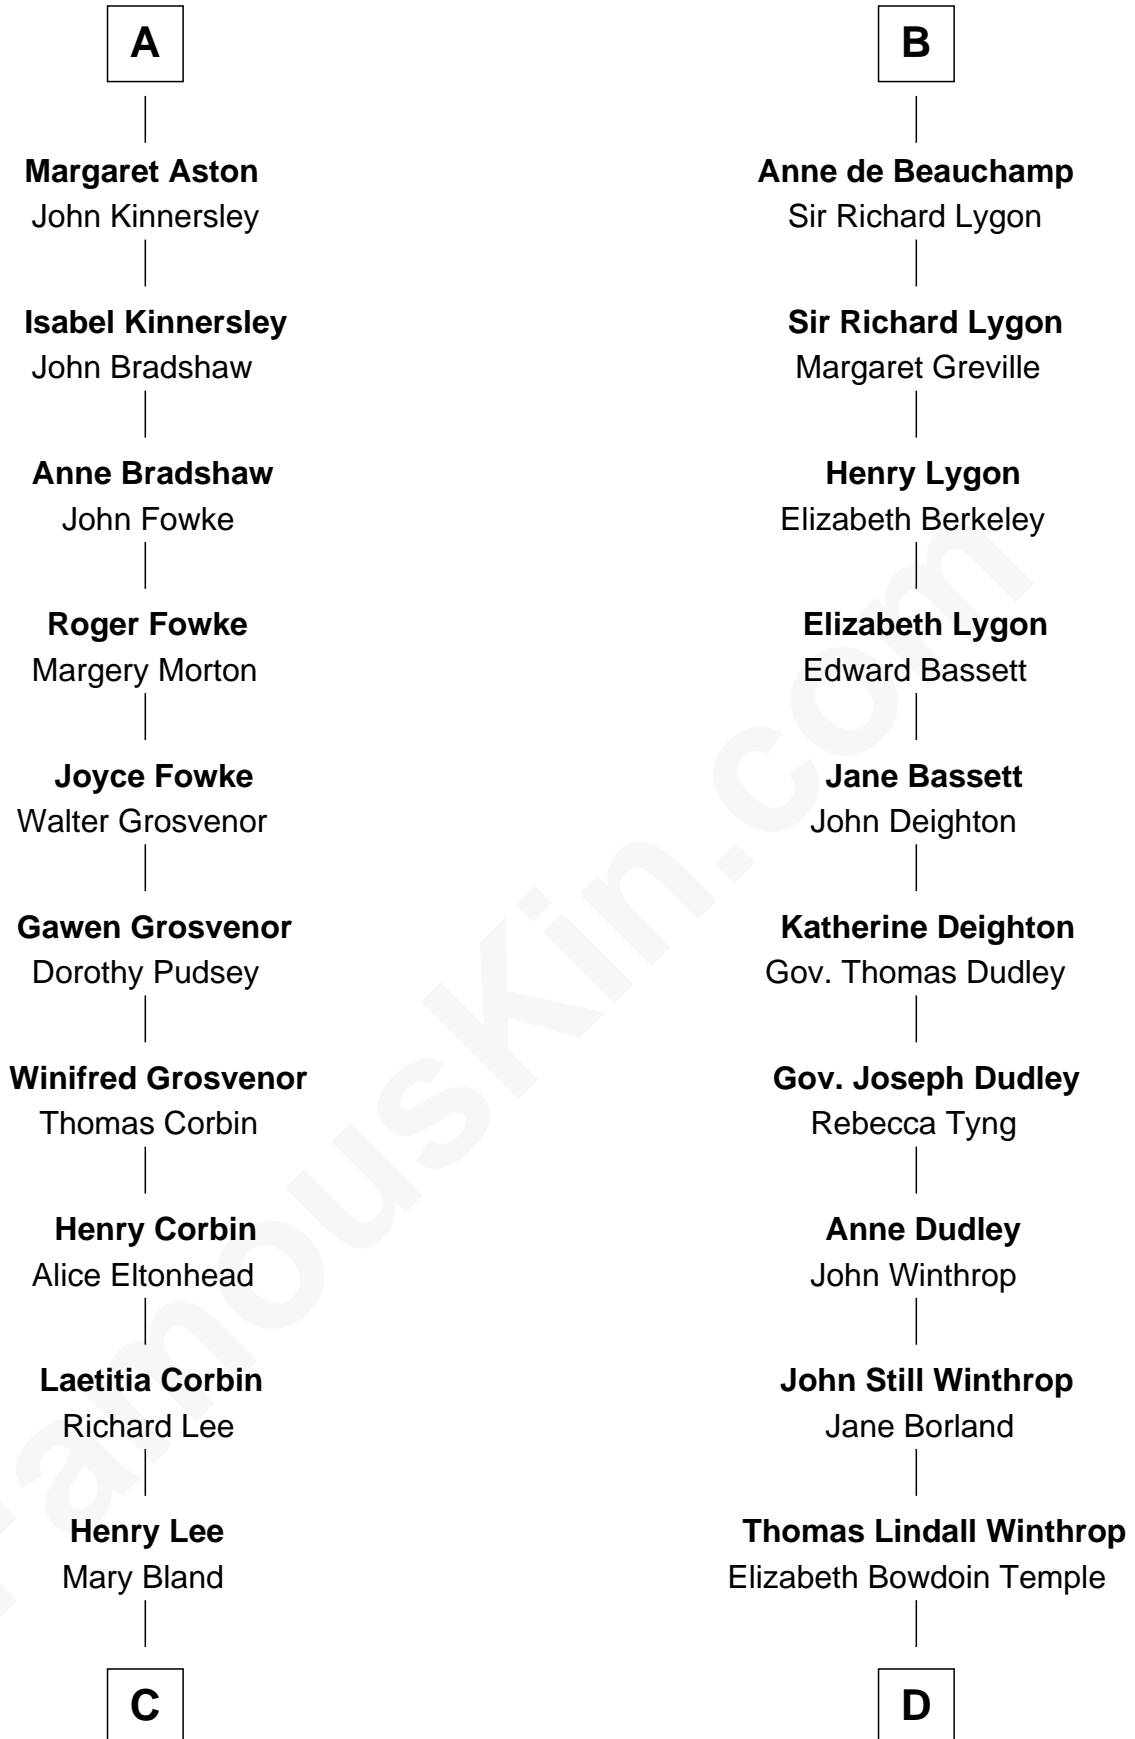 A
Margaret Aston
John Kinnersley
Isabel Kinnersley
John Bradshaw
Anne Bradshaw
John Fowke
Roger Fowke
Margery Morton
Joyce Fowke
Walter Grosvenor
Gawen Grosvenor
Dorothy Pudsey
Winifred Grosvenor
Thomas Corbin
Henry Corbin
Alice Eltonhead
Laetitia Corbin
Richard Lee
Henry Lee
Mary Bland
C
B
Anne de Beauchamp
Sir Richard Lygon
Sir Richard Lygon
Margaret Greville
Henry Lygon
Elizabeth Berkeley
Elizabeth Lygon
Edward Bassett
Jane Bassett
John Deighton
Katherine Deighton
Gov. Thomas Dudley
Gov. Joseph Dudley
Rebecca Tyng
Anne Dudley
John Winthrop
John Still Winthrop
Jane Borland
Thomas Lindall Winthrop
Elizabeth Bowdoin Temple
D
FamousKin.com